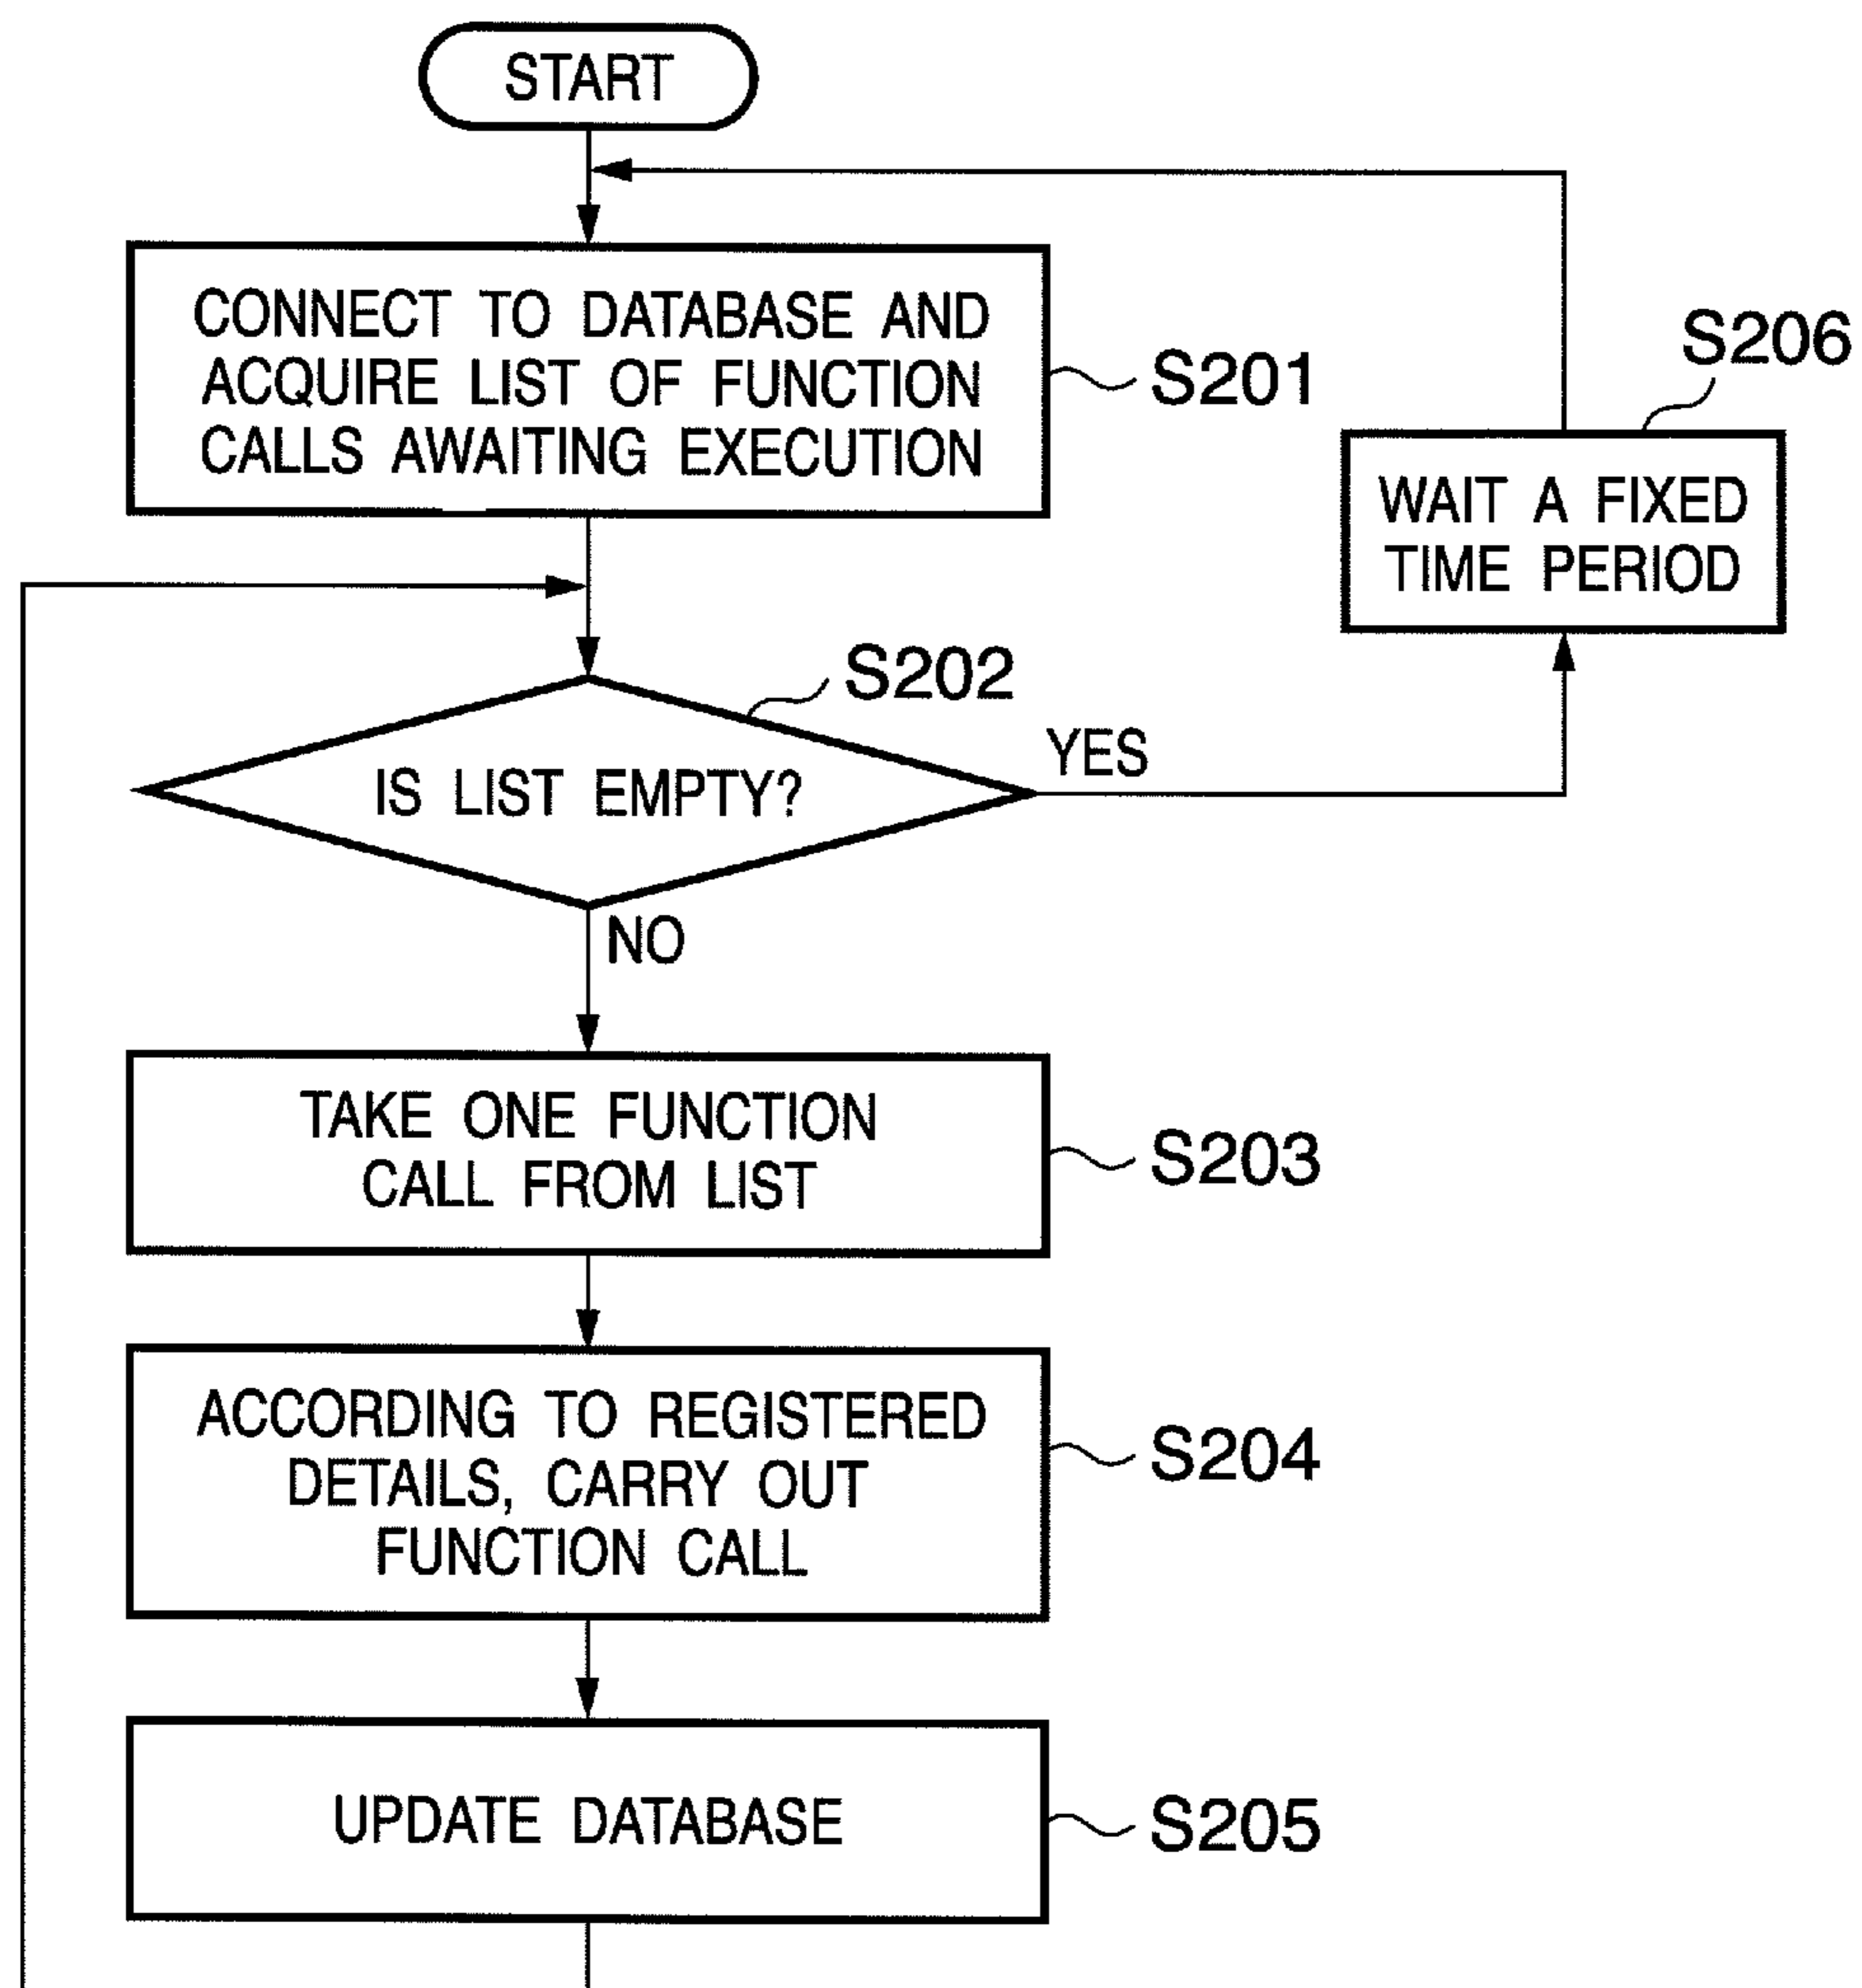 START
CONNECT TO DATABASE AND
ACQUIRE LIST OF FUNCTION
CALLS AWAITING EXECUTION
S201
S206
WAIT A FIXED
TIME PERIOD
S202
IS LIST EMPTY?
YES
NO
TAKE ONE FUNCTION
CALL FROM LIST
S203
ACCORDING TO REGISTERED
DETAILS, CARRY OUT
FUNCTION CALL
S204
UPDATE DATABASE
S205